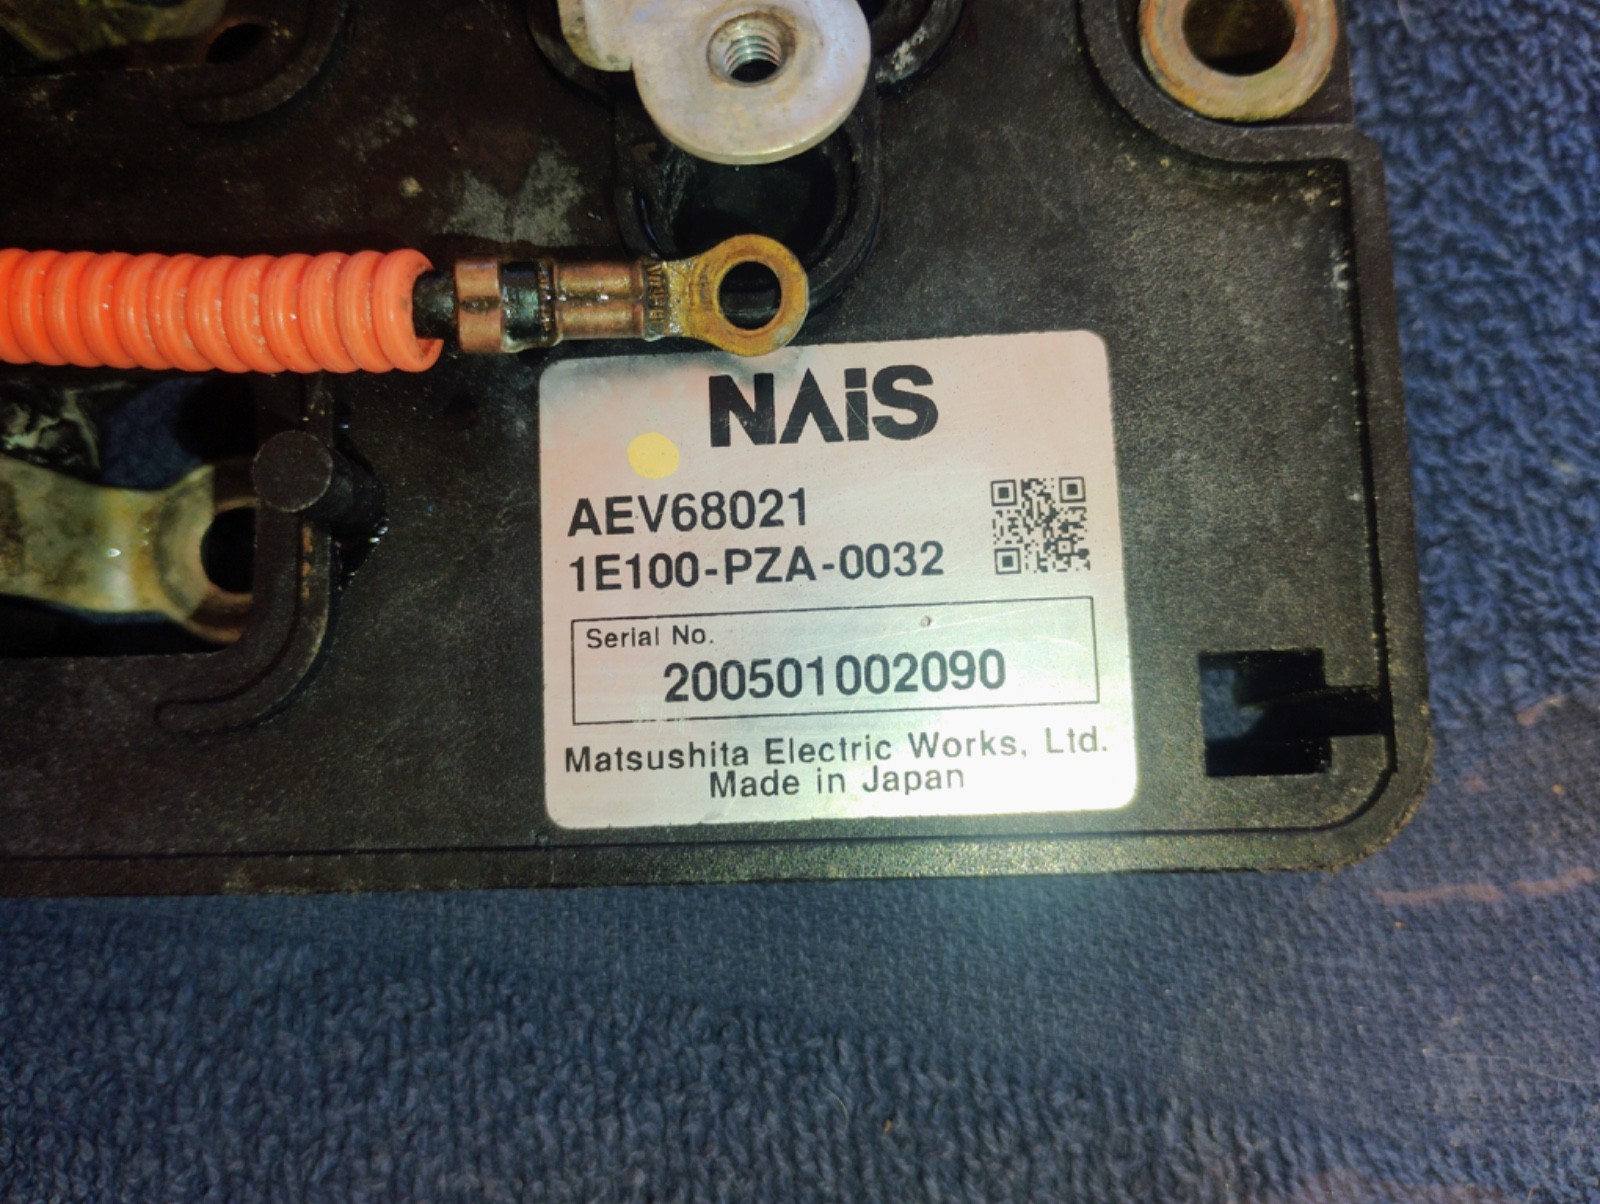 NAiS
AEV68021
1E100-PZA-0032
Serial No.
200501002090
Matsushita Electric Works, Ltd.
Made in Japan